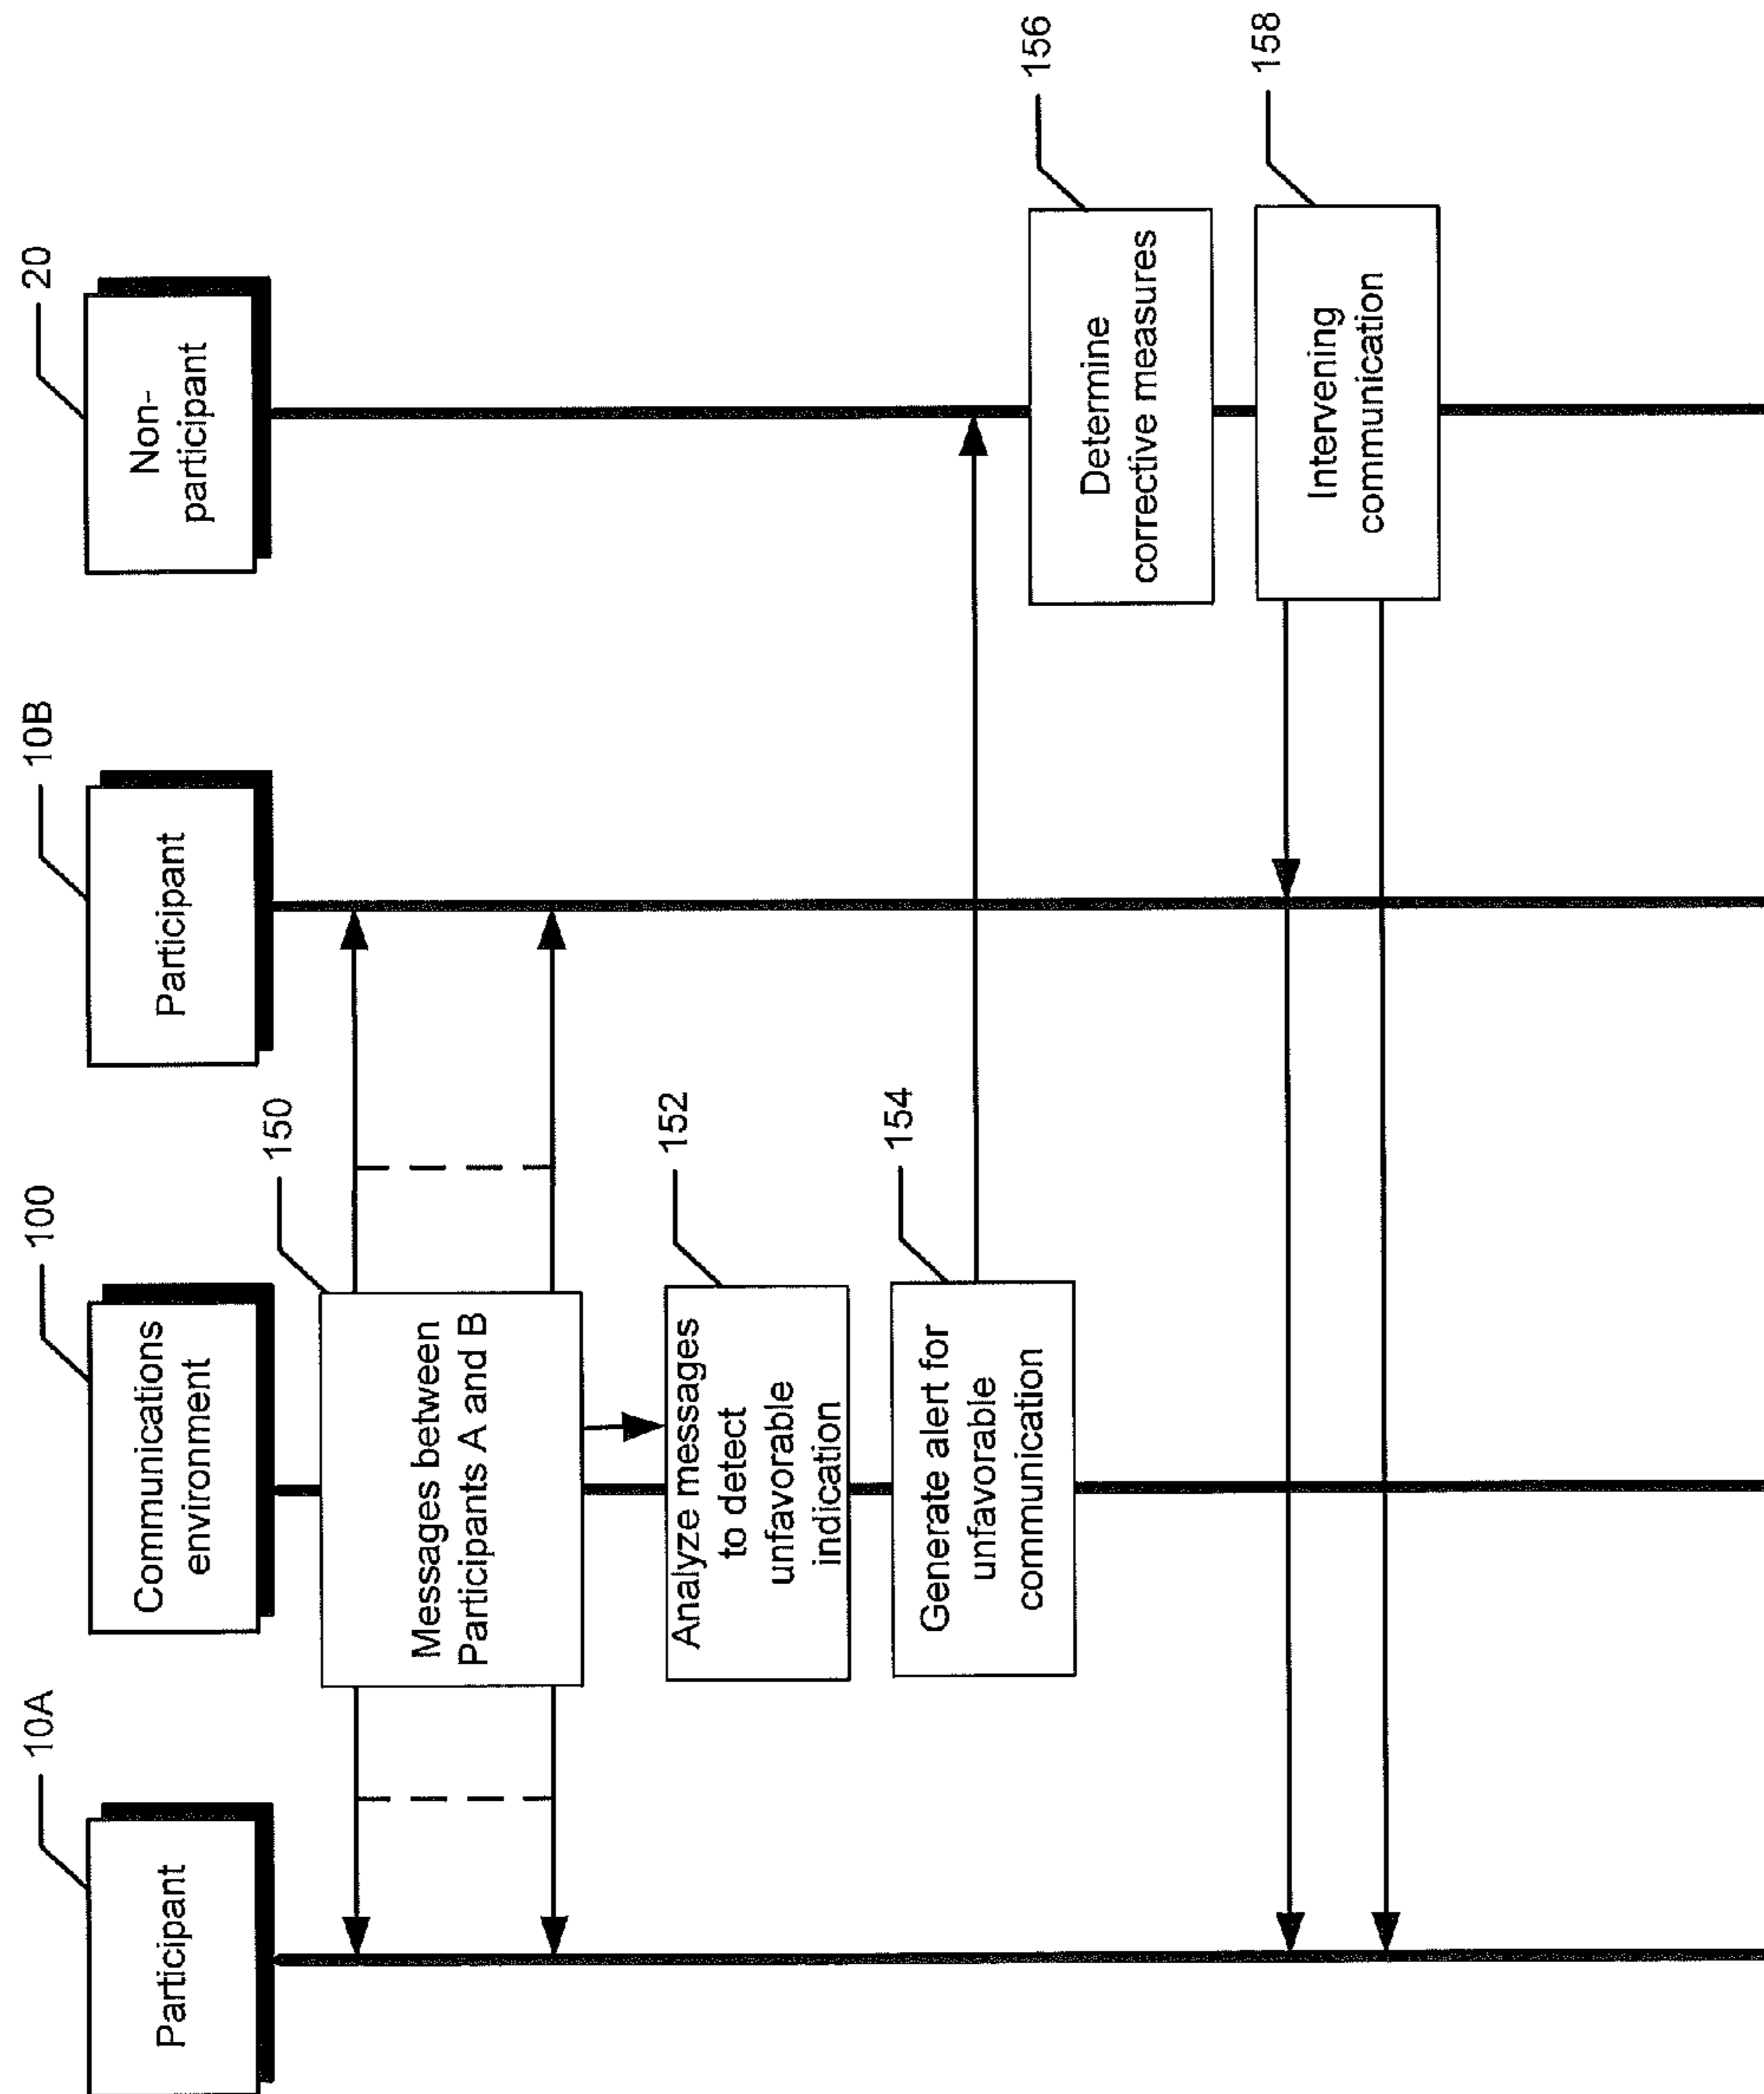 10A
Participant
100
Communications
environment
10B
Participant
20
Non-
participant
150
Messages between
Participants A and B
152
Analyze messages
to detect
unfavorable
indication
154
Generate alert for
unfavorable
communication
156
Determine
corrective measures
158
Intervening
communication